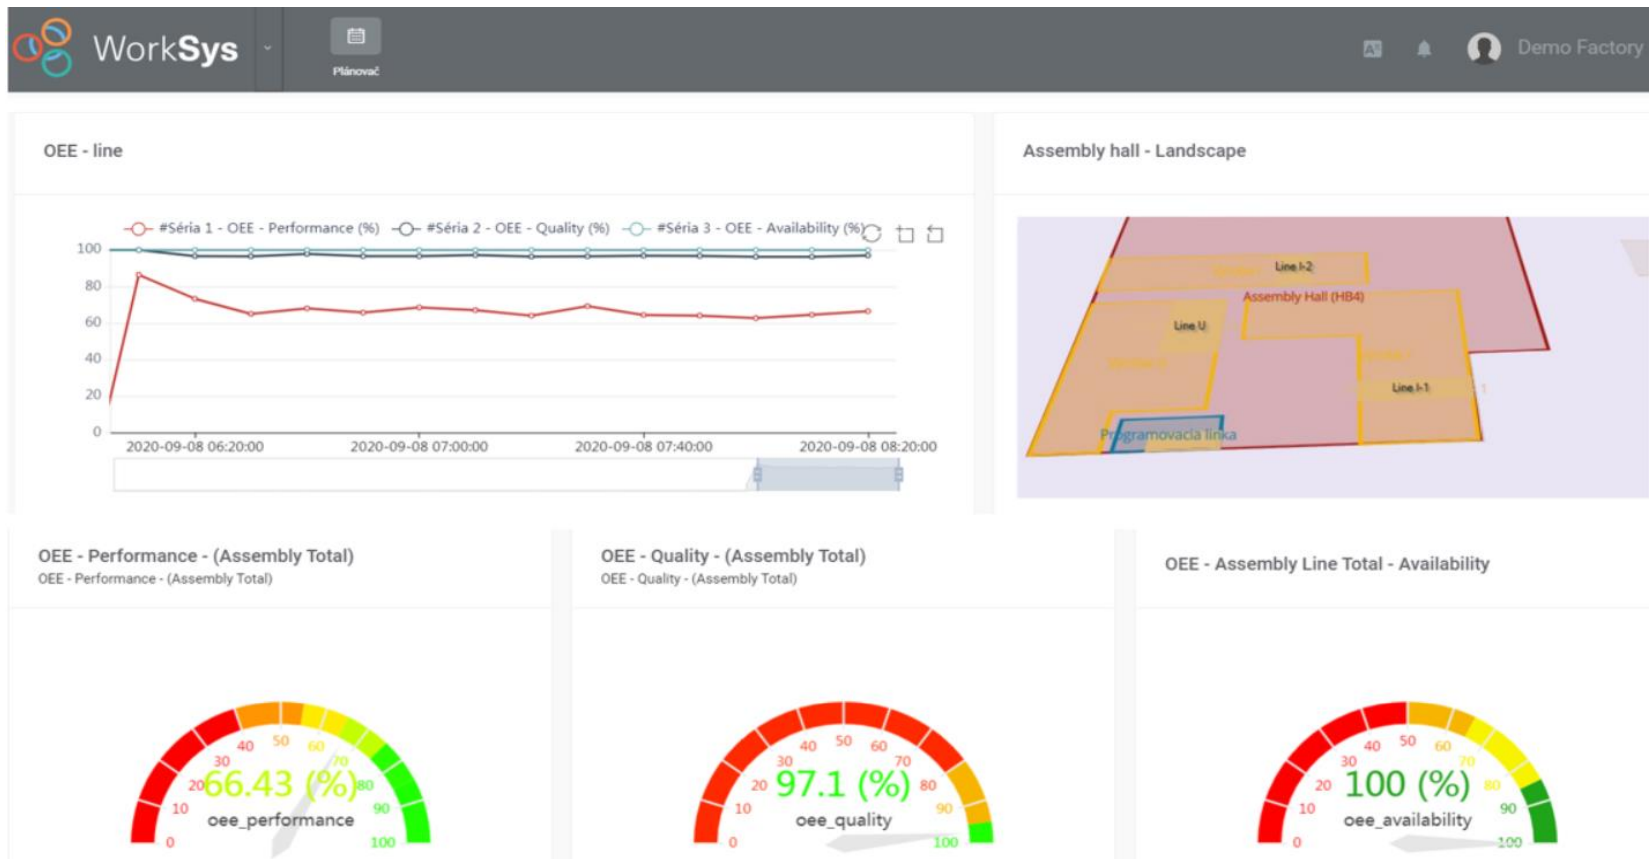 WorkSys
Plánovač
Demo Factory
OEE - line
#Séria 1 - OEE - Performance (%)
#Séria 2 - OEE - Quality (%)
#Séria 3 - OEE - Availability (%)
100
80
60
40
20
0
2020-09-08 06:20:00
2020-09-08 07:00:00
2020-09-08 07:40:00
2020-09-08 08:20:00
Assembly hall - Landscape
Line I-2
Assembly Hall (HB4)
Line U
Line I-1
1
Programovacia linka
OEE - Performance - (Assembly Total)
OEE - Performance - (Assembly Total)
0
10
20
30
40
50
60
70
80
90
100
66.43 (%)
oee_performance
OEE - Quality - (Assembly Total)
OEE - Quality - (Assembly Total)
0
10
20
30
40
50
60
70
80
90
100
97.1 (%)
oee_quality
OEE - Assembly Line Total - Availability
0
10
20
30
40
50
60
70
80
90
100
100 (%)
oee_availability